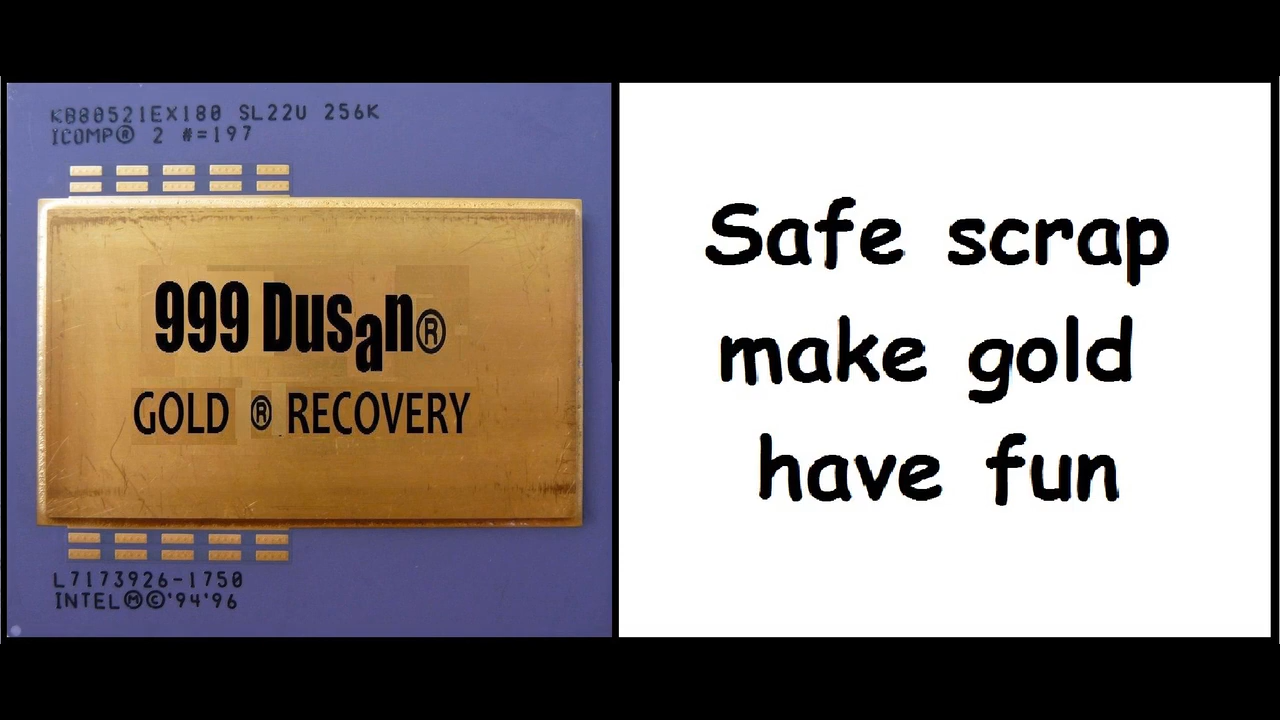 KB80521EX180 SL22U 256K
ICOMP® 2 #=197
999 Dusan®
GOLD ® RECOVERY
L7173926-1750
INTELⓂ©'94'96
Safe scrap
make gold
have fun